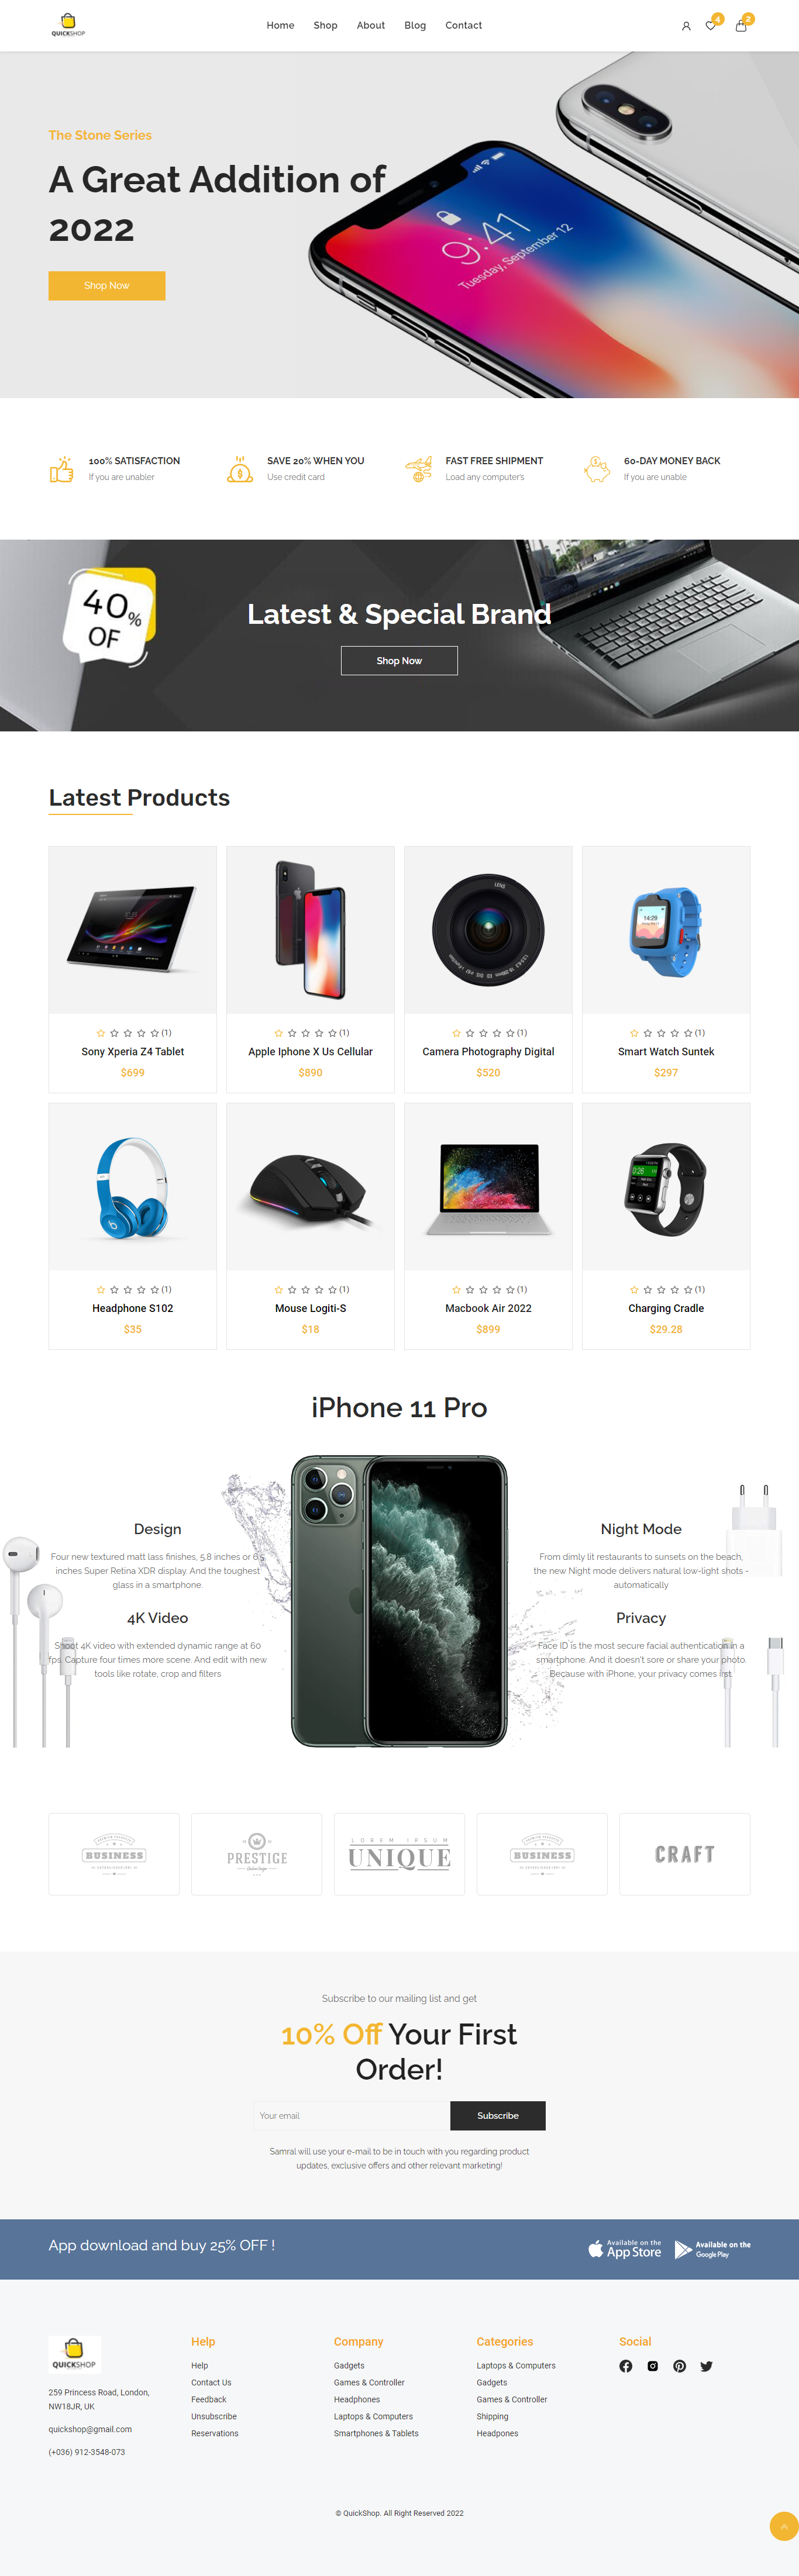 QUICKSHOP
Home Shop About Blog Contact
4
2
The Stone Series
A Great Addition of
2022
Shop Now
9:41
Tuesday, September 12
100% SATISFACTION
If you are unabler
SAVE 20% WHEN YOU
Use credit card
FAST FREE SHIPMENT
Load any computer's
60-DAY MONEY BACK
If you are unable
40%
OF
Latest & Special Brand
Shop Now
Latest Products
LENS
14:29
(1)
Sony Xperia Z4 Tablet
$699
(1)
Apple Iphone X Us Cellular
$890
(1)
Camera Photography Digital
$520
(1)
Smart Watch Suntek
$297
0:26
(1)
Headphone S102
$35
(1)
Mouse Logiti-S
$18
(1)
Macbook Air 2022
$899
(1)
Charging Cradle
$29.28
iPhone 11 Pro
Design
Four new textured matt lass finishes, 5.8 inches or 6.5
inches Super Retina XDR display. And the toughest
glass in a smartphone.
4K Video
Shoot 4K video with extended dynamic range at 60
fps. Capture four times more scene. And edit with new
tools like rotate, crop and filters
Night Mode
From dimly lit restaurants to sunsets on the beach,
the new Night mode delivers natural low-light shots -
automatically
Privacy
Face ID is the most secure facial authentication in a
smartphone. And it doesn't sore or share your photo.
Because with iPhone, your privacy comes irst.
PREMIUM PRODUCTS
BUSINESS
PRESTIGE
LOREM IPSUM
UNIQUE
PREMIUM PRODUCTS
BUSINESS
CRAFT
Subscribe to our mailing list and get
10% Off Your First
Order!
Your email
Subscribe
Samral will use your e-mail to be in touch with you regarding product
updates, exclusive offers and other relevant marketing!
App download and buy 25% OFF !
Available on the
App Store
Available on the
Google Play
QUICKSHOP
259 Princess Road, London,
NW18JR, UK
quickshop@gmail.com
(+036) 912-3548-073
Help
Help
Contact Us
Feedback
Unsubscribe
Reservations
Company
Gadgets
Games & Controller
Headphones
Laptops & Computers
Smartphones & Tablets
Categories
Laptops & Computers
Gadgets
Games & Controller
Shipping
Headpones
Social
© QuickShop. All Right Reserved 2022